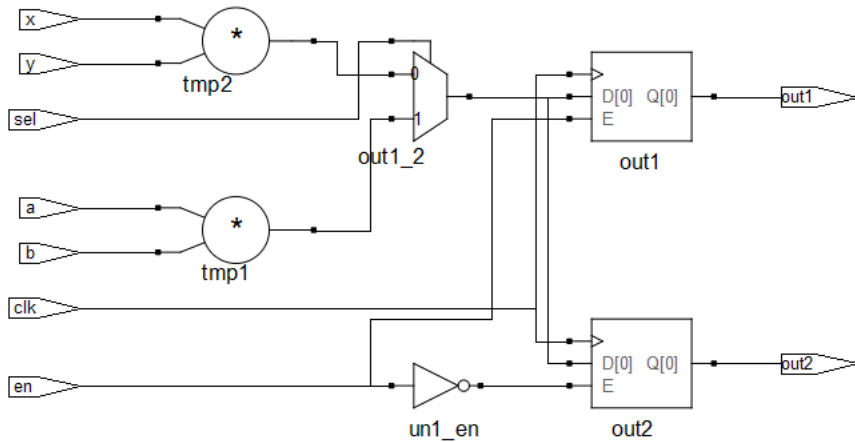 x
*
0
out1
y
tmp2
D[0] Q[0]
sel
1
E
out1_2
out1
a
*
b
tmp1
clk
D[0] Q[0]
out2
en
E
un1_en
out2